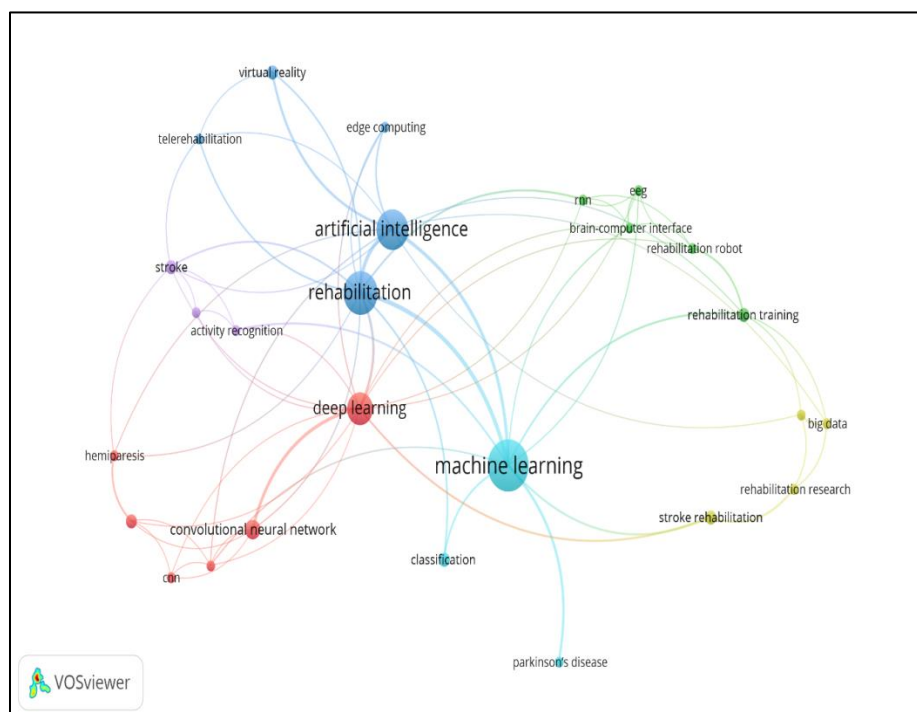 virtual reality
edge computing
telerehabilitation
eeg
rnn
artificial intelligence
brain-computer interface
rehabilitation robot
stroke
rehabilitation
rehabilitation training
activity recognition
deep learning
big data
machine learning
hemiparesis
rehabilitation research
stroke rehabilitation
convolutional neural network
classification
cnn
parkinson's disease
VOSviewer